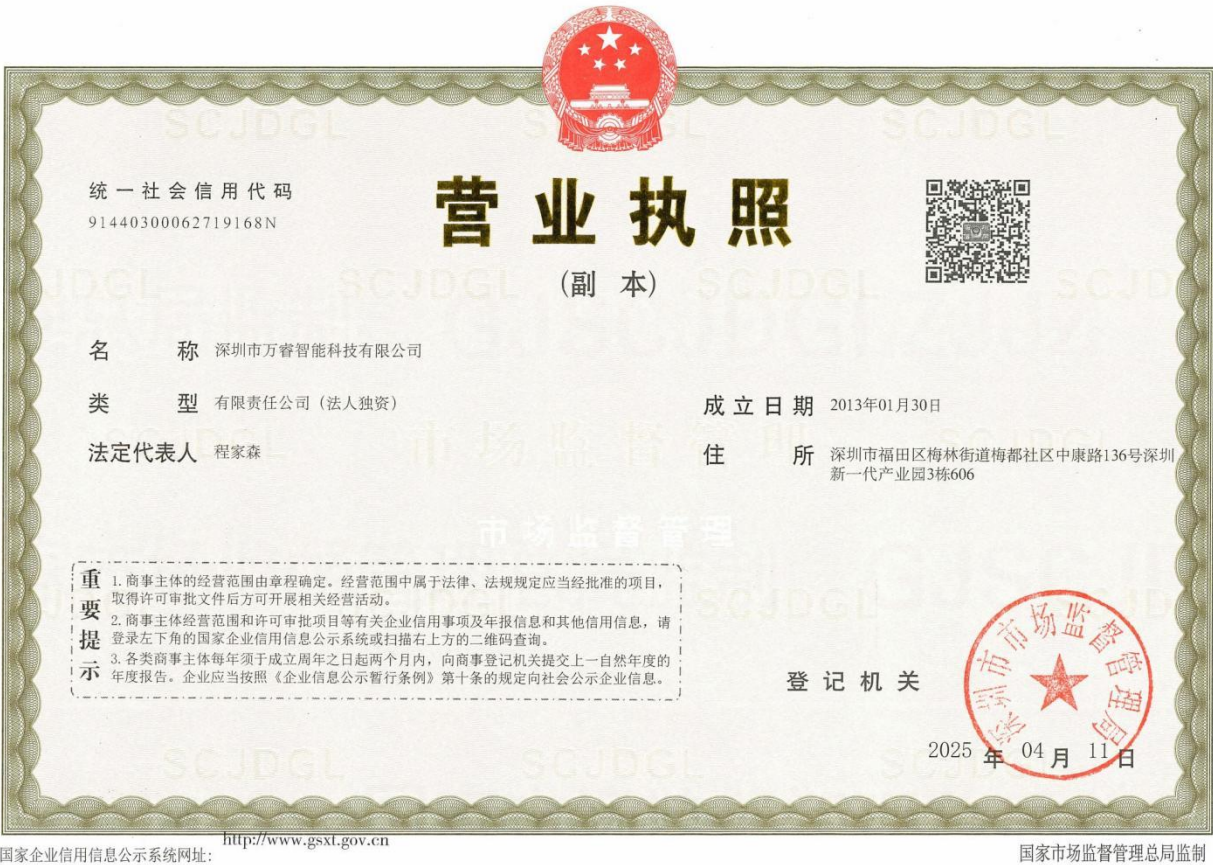 统一社会信用代码
91440300062719168N
营业执照
(副 本)
名 称 深圳市万睿智能科技有限公司
类 型 有限责任公司（法人独资）
法定代表人 程家森
成立日期 2013年01月30日
住 所 深圳市福田区梅林街道梅都社区中康路136号深圳
新一代产业园3栋606
重要提示
1. 商事主体的经营范围由章程确定。经营范围中属于法律、法规规定应当经批准的项目，
取得许可审批文件后方可开展相关经营活动。
2. 商事主体经营范围和许可审批项目等有关企业信用事项及年报信息和其他信用信息，请
登录左下角的国家企业信用信息公示系统或扫描右上方的二维码查询。
3. 各类商事主体每年须于成立周年之日起两个月内，向商事登记机关提交上一自然年度的
年度报告。企业应当按照《企业信息公示暂行条例》第十条的规定向社会公示企业信息。
登记机关
深圳市市场监督管理局
2025 年 04 月 11 日
SCJDGL
市场监督管理
http://www.gsxt.gov.cn
国家企业信用信息公示系统网址：
国家市场监督管理总局监制